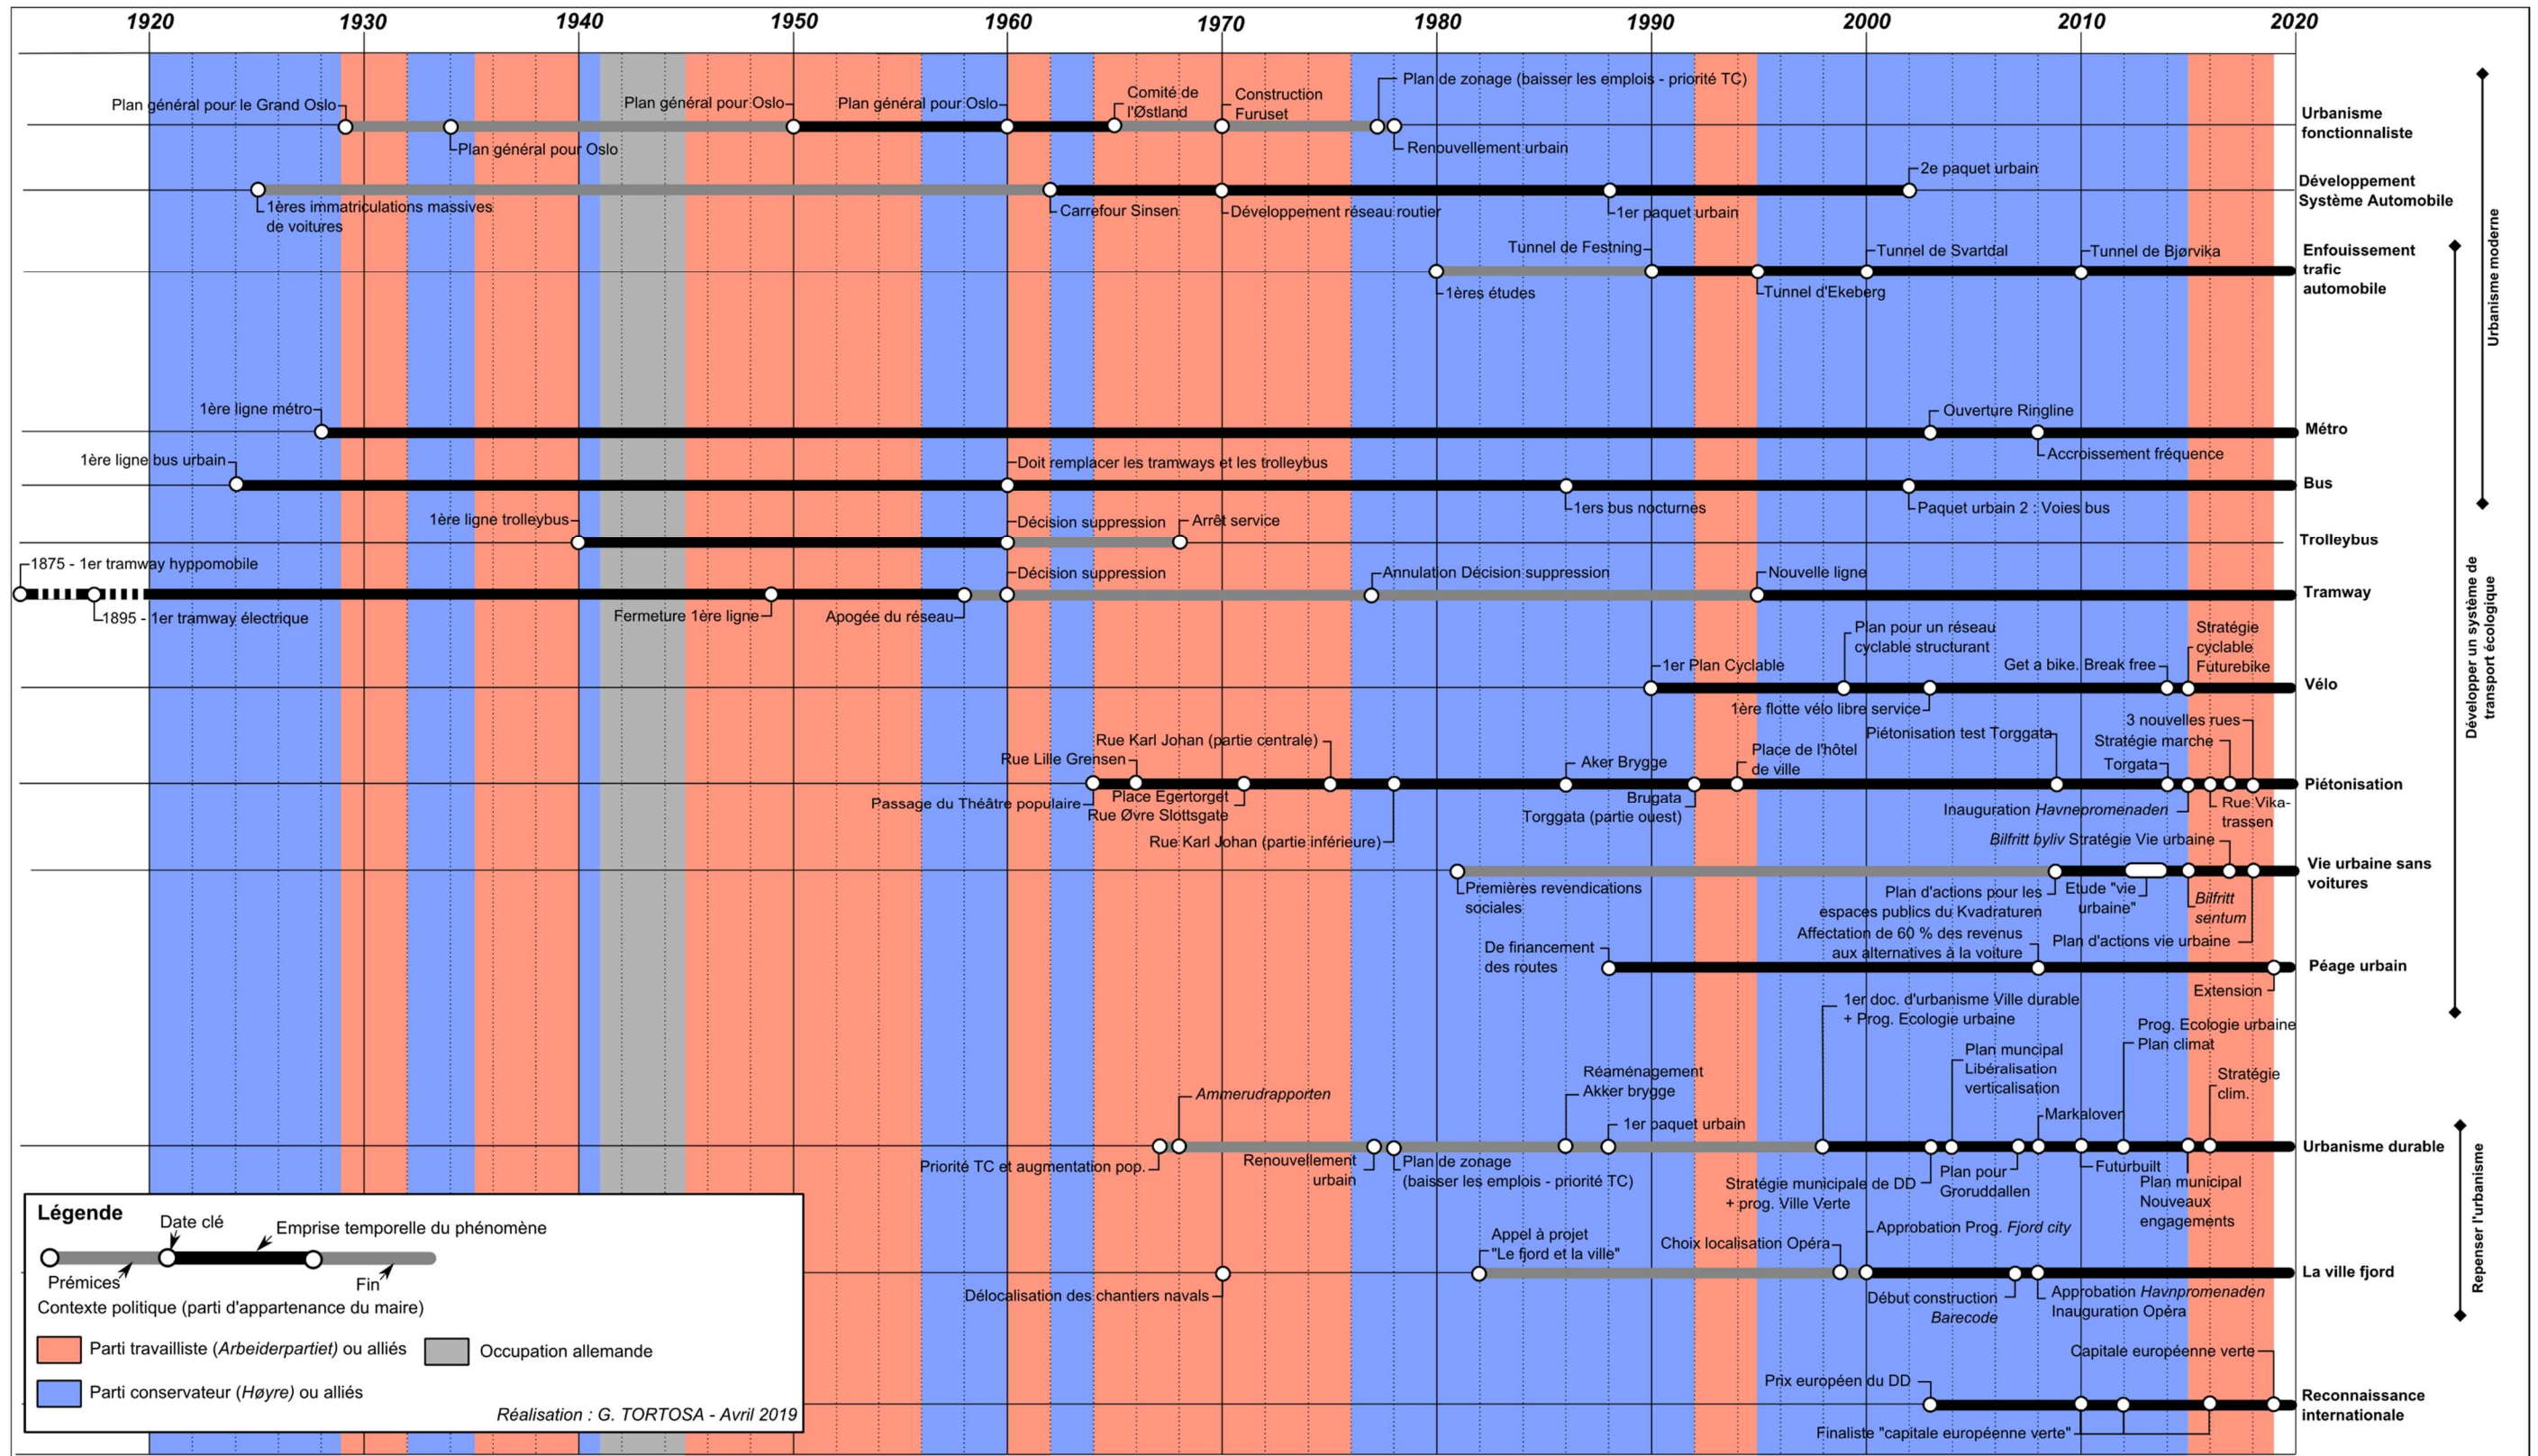 1920 1930 1940 1950 1960 1970 1980 1990 2000 2010 2020
Plan général pour le Grand Oslo
Plan général pour Oslo
Plan général pour Oslo
Plan général pour Oslo
Comité de
l'Østland
Construction
Furuset
Plan de zonage (baisser les emplois - priorité TC)
Renouvellement urbain
Urbanisme
fonctionnaliste
1ères immatriculations massives
de voitures
Carrefour Sinsen
Développement réseau routier
1er paquet urbain
2e paquet urbain
Développement
Système Automobile
1ères études
Tunnel de Festning
Tunnel d'Ekeberg
Tunnel de Svartdal
Tunnel de Bjørvika
Enfouissement
trafic
automobile
Urbanisme moderne
1ère ligne métro
Ouverture Ringline
Accroissement fréquence
Métro
1ère ligne bus urbain
Doit remplacer les tramways et les trolleybus
1ers bus nocturnes
Paquet urbain 2 : Voies bus
Bus
1ère ligne trolleybus
Décision suppression
Arrêt service
Trolleybus
1875 - 1er tramway hyppomobile
1895 - 1er tramway électrique
Fermeture 1ère ligne
Apogée du réseau
Décision suppression
Annulation Décision suppression
Nouvelle ligne
Tramway
1er Plan Cyclable
Plan pour un réseau
cyclable structurant
1ère flotte vélo libre service
Get a bike. Break free
Stratégie
cyclable
Futurebike
Vélo
Développer un système de
transport écologique
Passage du Théâtre populaire
Rue Lille Grensen
Place Egertorget
Rue Øvre Slottsgate
Rue Karl Johan (partie centrale)
Rue Karl Johan (partie inférieure)
Aker Brygge
Brugata
Torggata (partie ouest)
Place de l'hôtel
de ville
Piétonisation test Torggata
Torgata
Inauguration Havnepromenaden
Stratégie marche
3 nouvelles rues
Rue Vika-
trassen
Piétonisation
Premières revendications
sociales
Plan d'actions pour les
espaces publics du Kvadraturen
Etude "vie
urbaine"
Bilfritt byliv Stratégie Vie urbaine
Bilfritt
sentum
Plan d'actions vie urbaine
Vie urbaine sans
voitures
De financement
des routes
Affectation de 60 % des revenus
aux alternatives à la voiture
Extension
Péage urbain
Priorité TC et augmentation pop.
Ammerudrapporten
Renouvellement
urbain
Plan de zonage
(baisser les emplois - priorité TC)
Réaménagement
Akker brygge
1er paquet urbain
1er doc. d'urbanisme Ville durable
+ Prog. Ecologie urbaine
Stratégie municipale de DD
+ prog. Ville Verte
Plan muncipal
Libéralisation
verticalisation
Plan pour
Groruddallen
Markaloven
Futurbuilt
Prog. Ecologie urbaine
Plan climat
Plan municipal
Nouveaux
engagements
Stratégie
clim.
Urbanisme durable
Repenser l'urbanisme
Délocalisation des chantiers navals
Appel à projet
"Le fjord et la ville"
Choix localisation Opéra
Approbation Prog. Fjord city
Début construction
Barecode
Approbation Havnpromenaden
Inauguration Opéra
La ville fjord
Prix européen du DD
Finaliste "capitale européenne verte"
Capitale européenne verte
Reconnaissance
internationale
Légende
Date clé
Emprise temporelle du phénomène
Prémices
Fin
Contexte politique (parti d'appartenance du maire)
Parti travailliste (Arbeiderpartiet) ou alliés
Occupation allemande
Parti conservateur (Høyre) ou alliés
Réalisation : G. TORTOSA - Avril 2019